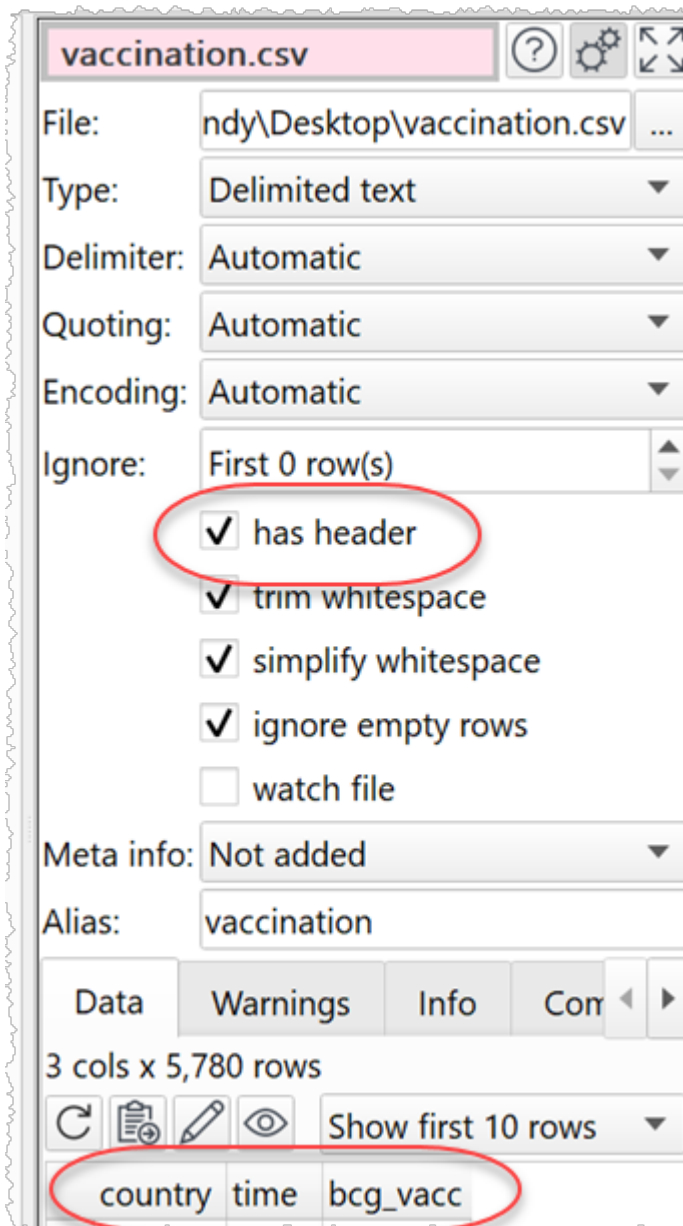 vaccination.csv
File: ndy\Desktop\vaccination.csv ...
Type: Delimited text
Delimiter: Automatic
Quoting: Automatic
Encoding: Automatic
Ignore: First 0 row(s)
has header
trim whitespace
simplify whitespace
ignore empty rows
watch file
Meta info: Not added
Alias: vaccination
Data Warnings Info Com
3 cols x 5,780 rows
Show first 10 rows
country time bcg_vacc